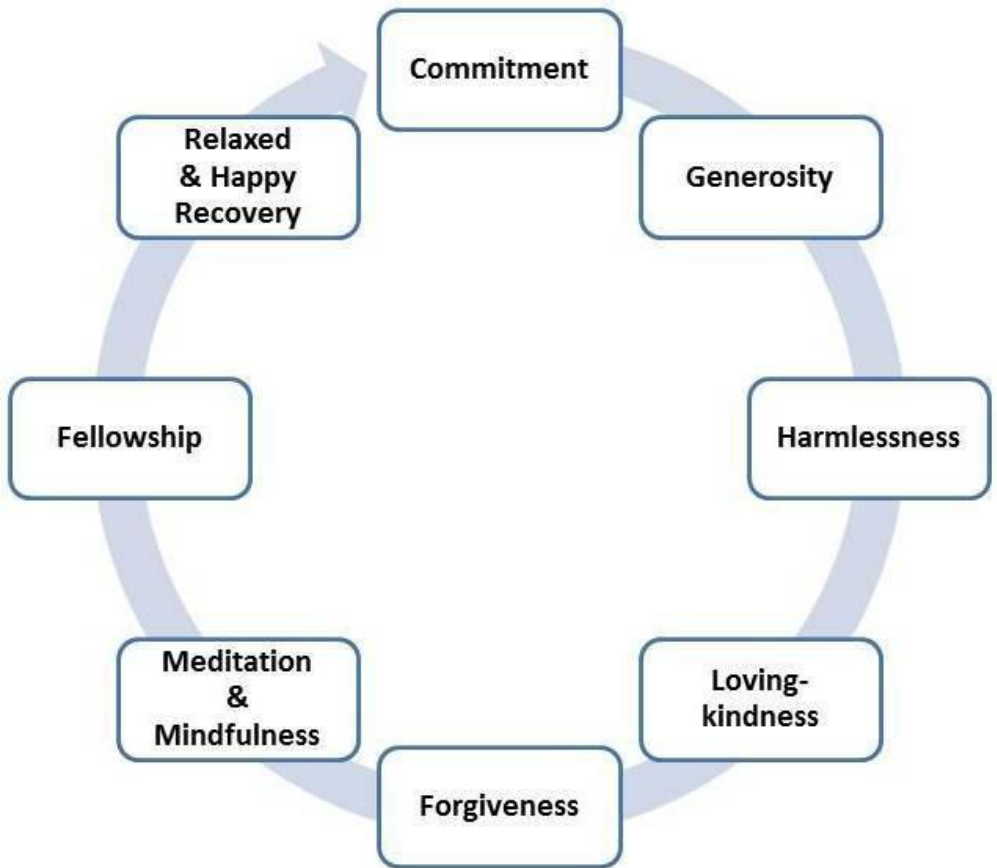 Commitment
Generosity
Harmlessness
Loving-
kindness
Forgiveness
Meditation
&
Mindfulness
Fellowship
Relaxed
& Happy
Recovery